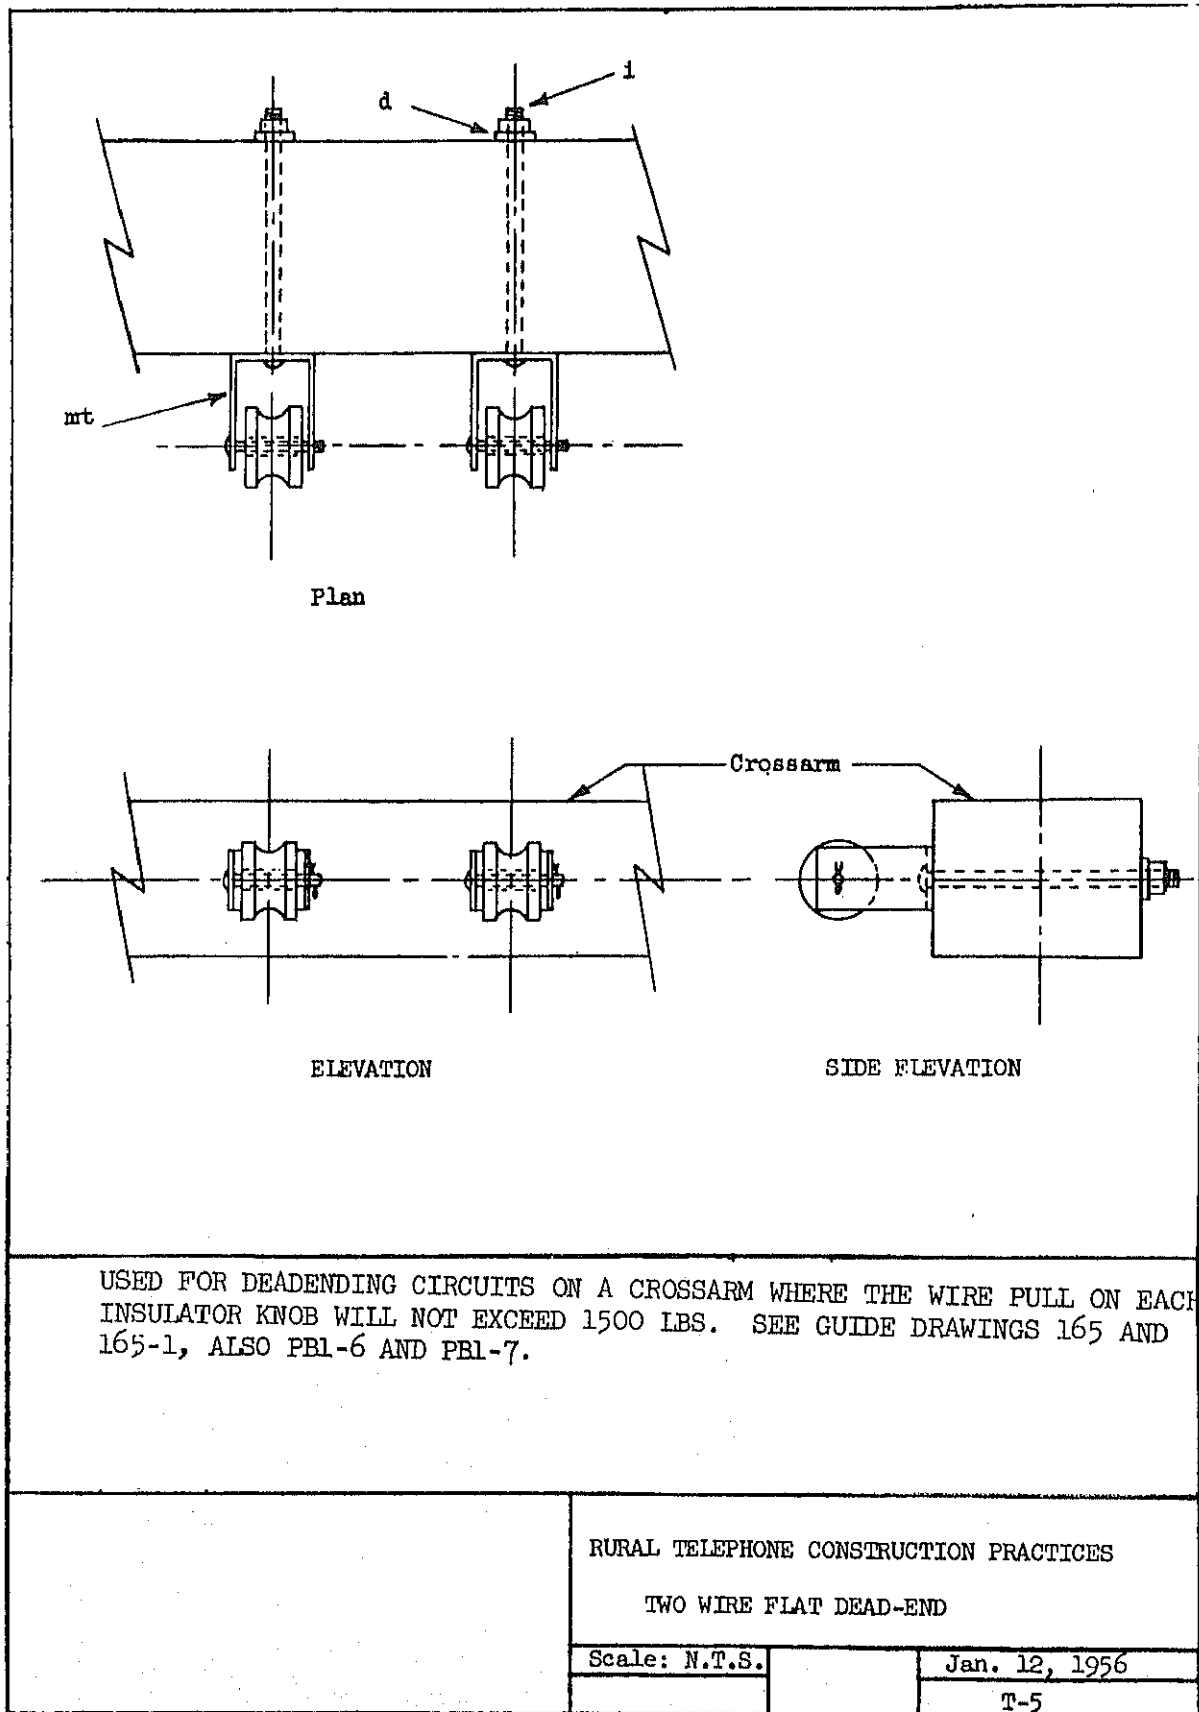 i
d
mt
Plan
Crossarm
ELEVATION
SIDE ELEVATION
USED FOR DEADENDING CIRCUITS ON A CROSSARM WHERE THE WIRE PULL ON EACH
INSULATOR KNOB WILL NOT EXCEED 1500 LBS. SEE GUIDE DRAWINGS 165 AND
165-1, ALSO PB1-6 AND PB1-7.
RURAL TELEPHONE CONSTRUCTION PRACTICES
TWO WIRE FLAT DEAD-END
Scale: N.T.S.
Jan. 12, 1956
T-5